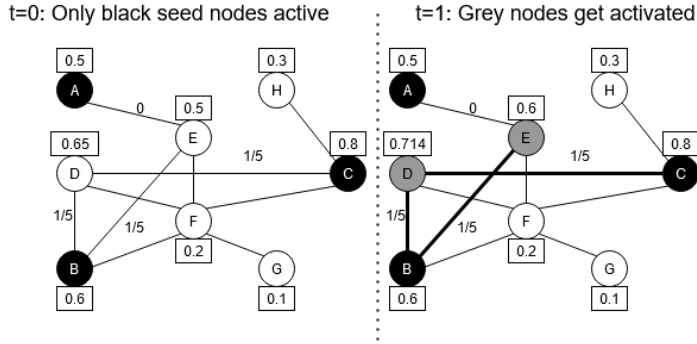 t=0: Only black seed nodes active
0.5
A
0
0.5
E
0.3
H
0.65
D
1/5
0.8
C
1/5
1/5
F
0.2
B
0.6
G
0.1
t=1: Grey nodes get activated
0.5
A
0
0.6
E
0.3
H
0.714
D
1/5
0.8
C
1/5
1/5
F
0.2
B
0.6
G
0.1